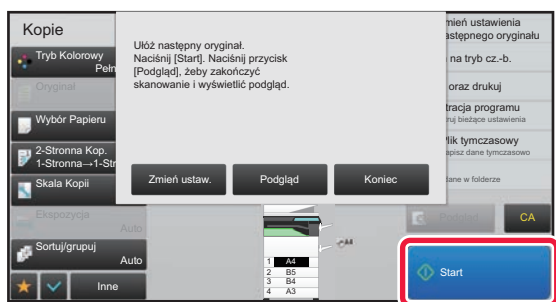 Kopie
Tryb Kolorowy
Oryginał
Wybór Papieru
2-Stronna Kop.
1-Stronna→1-Str
Skala Kopii
Ekspozycja
Auto
Sortuj/grupuj
Auto
Inne
Ułóż następny oryginał.
Naciśnij [Start]. Naciśnij przycisk
[Podgląd], żeby zakończyć
skanowanie i wyświetlić podgląd.
Zmień ustaw.
Podgląd
Koniec
1 A4
2 B5
3 B4
4 A3
A4
mień ustawienia
astępnego oryginału
na tryb cz.-b.
oraz drukuj
tracja programu
ruj bieżące ustawienia
lik tymczasowy
apisz dane tymczasowo
dane w folderze
Podgląd
CA
Start